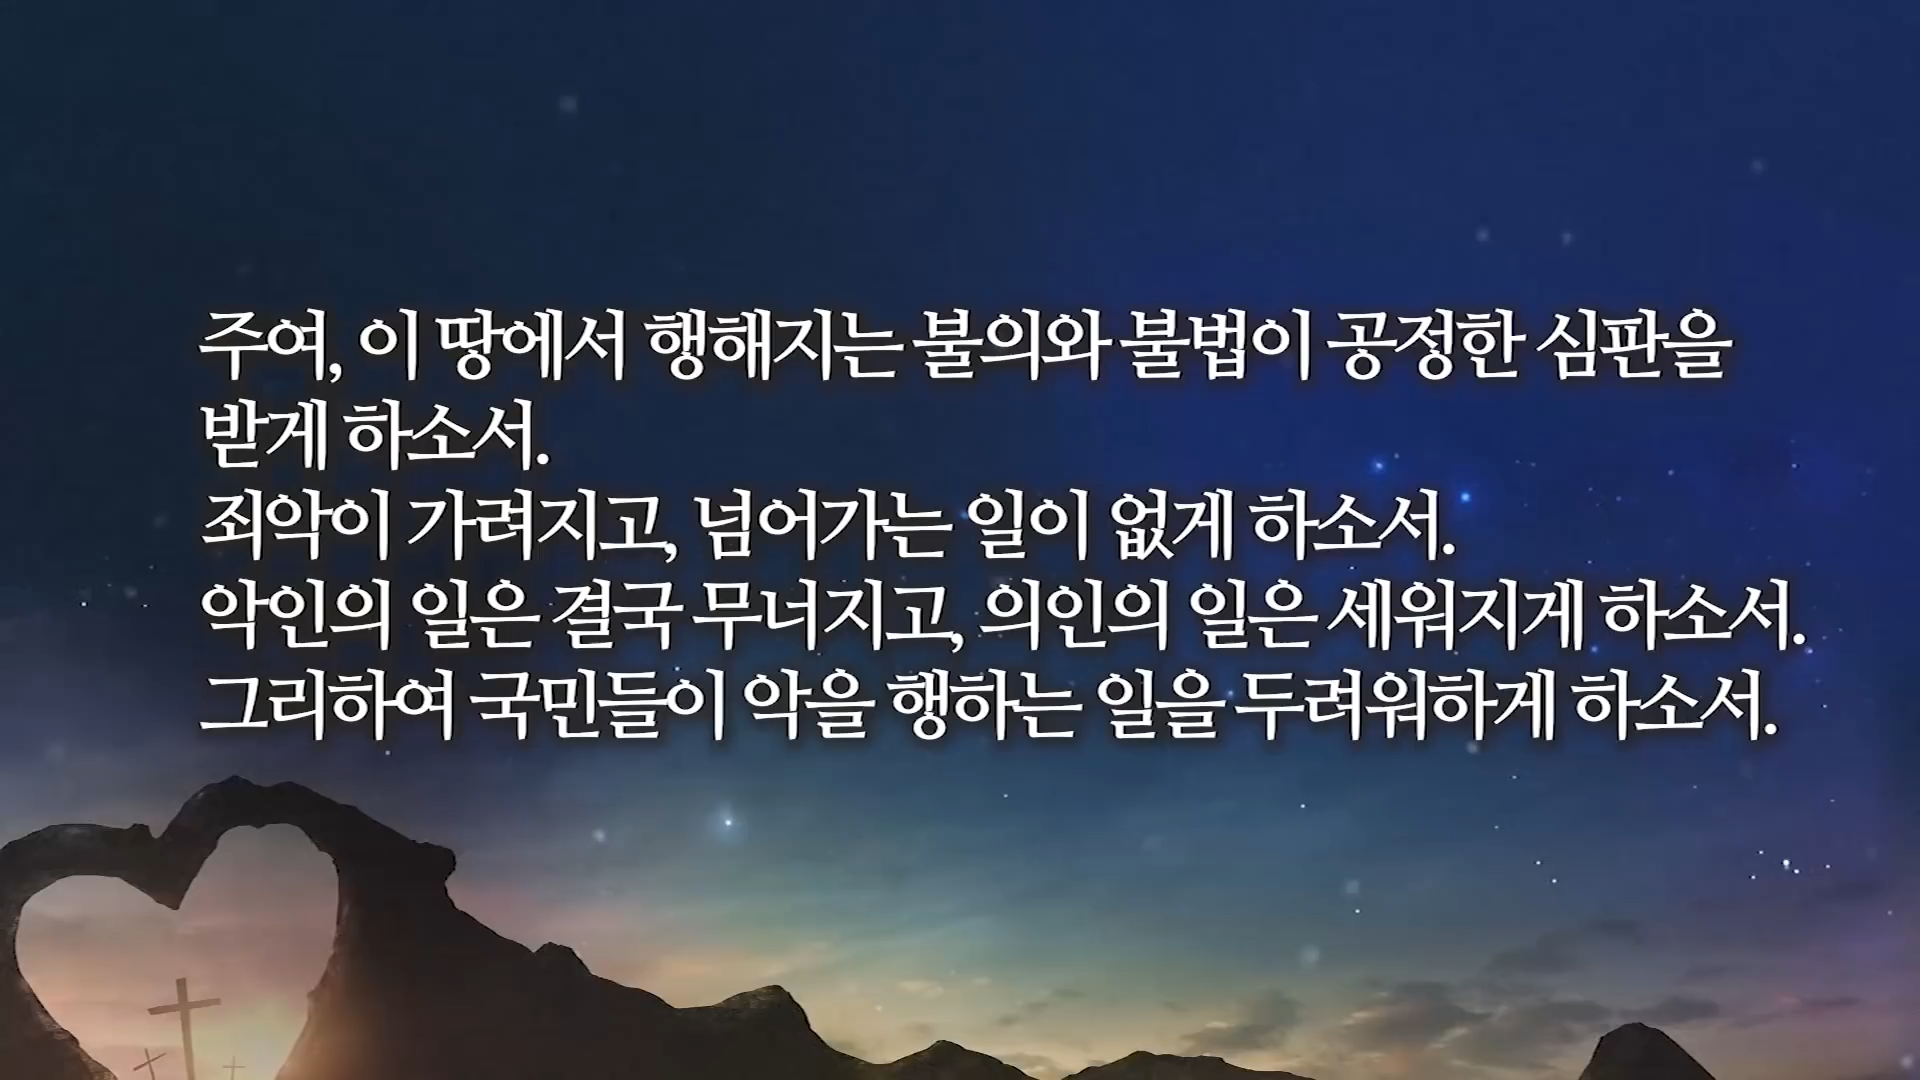 주여, 이 땅에서 행해지는 불의와 불법이 공정한 심판을
받게 하소서.
죄악이 가려지고, 넘어가는 일이 없게 하소서.
악인의 일은 결국 무너지고, 의인의 일은 세워지게 하소서.
그리하여 국민들이 악을 행하는 일을 두려워하게 하소서.